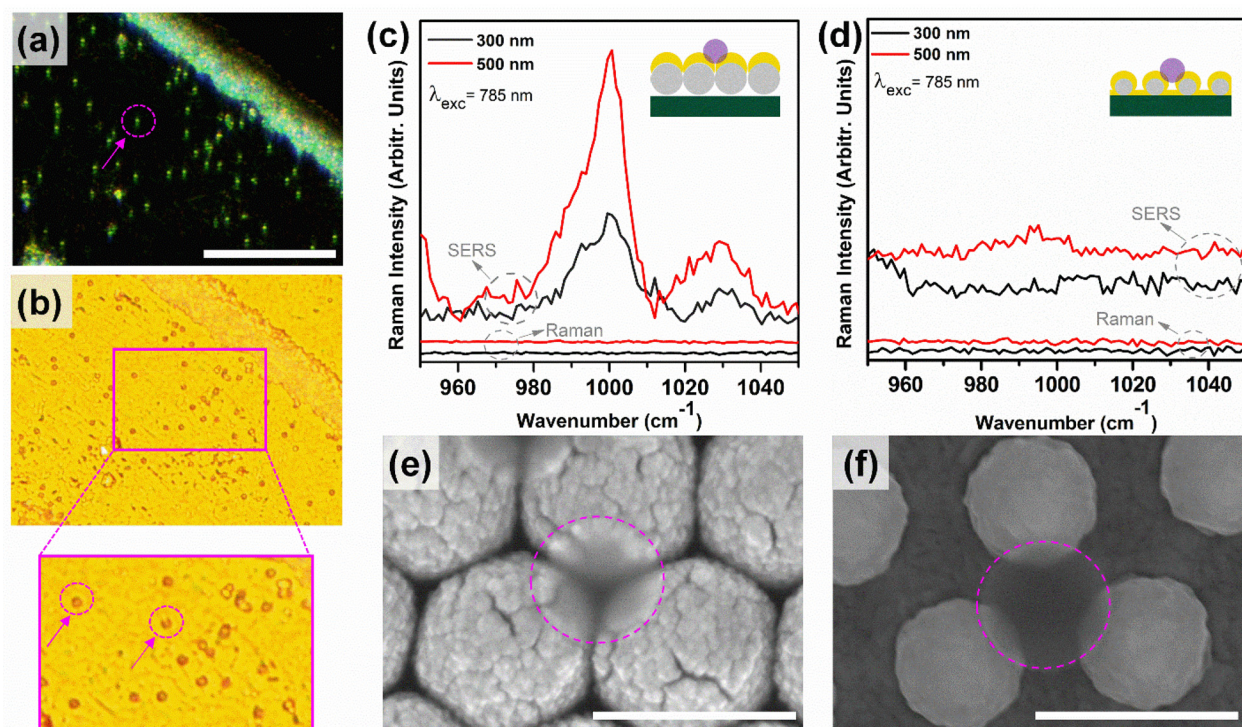 (a)
(b)
(c)
300 nm
500 nm
λexc= 785 nm
SERS
Raman
Raman Intensity (Arbitr. Units)
960 980 1000 1020 1040
Wavenumber (cm-1)
(d)
300 nm
500 nm
λexc= 785 nm
SERS
Raman
Raman Intensity (Arbitr. Units)
960 980 1000 1020 1040
Wavenumber (cm-1)
(e)
(f)